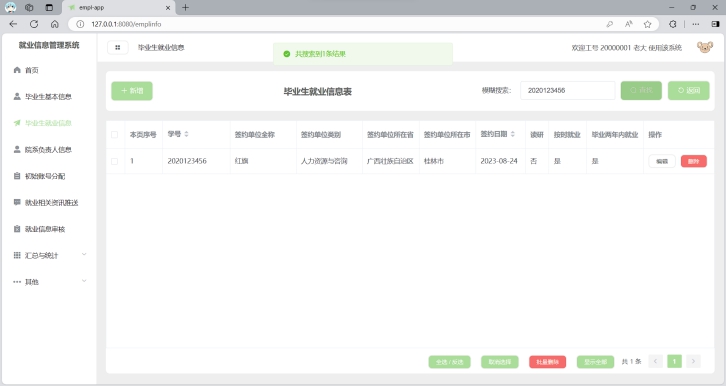 empl-app
127.0.0.1:8080/emplinfo
就业信息管理系统
毕业生就业信息
共搜索到1条结果
欢迎工号 20000001 老大 使用该系统
首页
毕业生基本信息
毕业生就业信息
院系负责人信息
初始账号分配
就业相关资讯推送
就业信息审核
汇总与统计
其他
+ 新增
毕业生就业信息表
模糊搜索:
2020123456
查找
返回
本页序号 学号 签约单位全称 签约单位类别 签约单位所在省 签约单位所在市 签约日期 读研 按时就业 毕业两年内就业 操作
1 2020123456 红旗 人力资源与咨询 广西壮族自治区 桂林市 2023-08-24 否 是 是 编辑 删除
全选 / 反选 取消选择 批量删除 显示全部 共 1 条 1